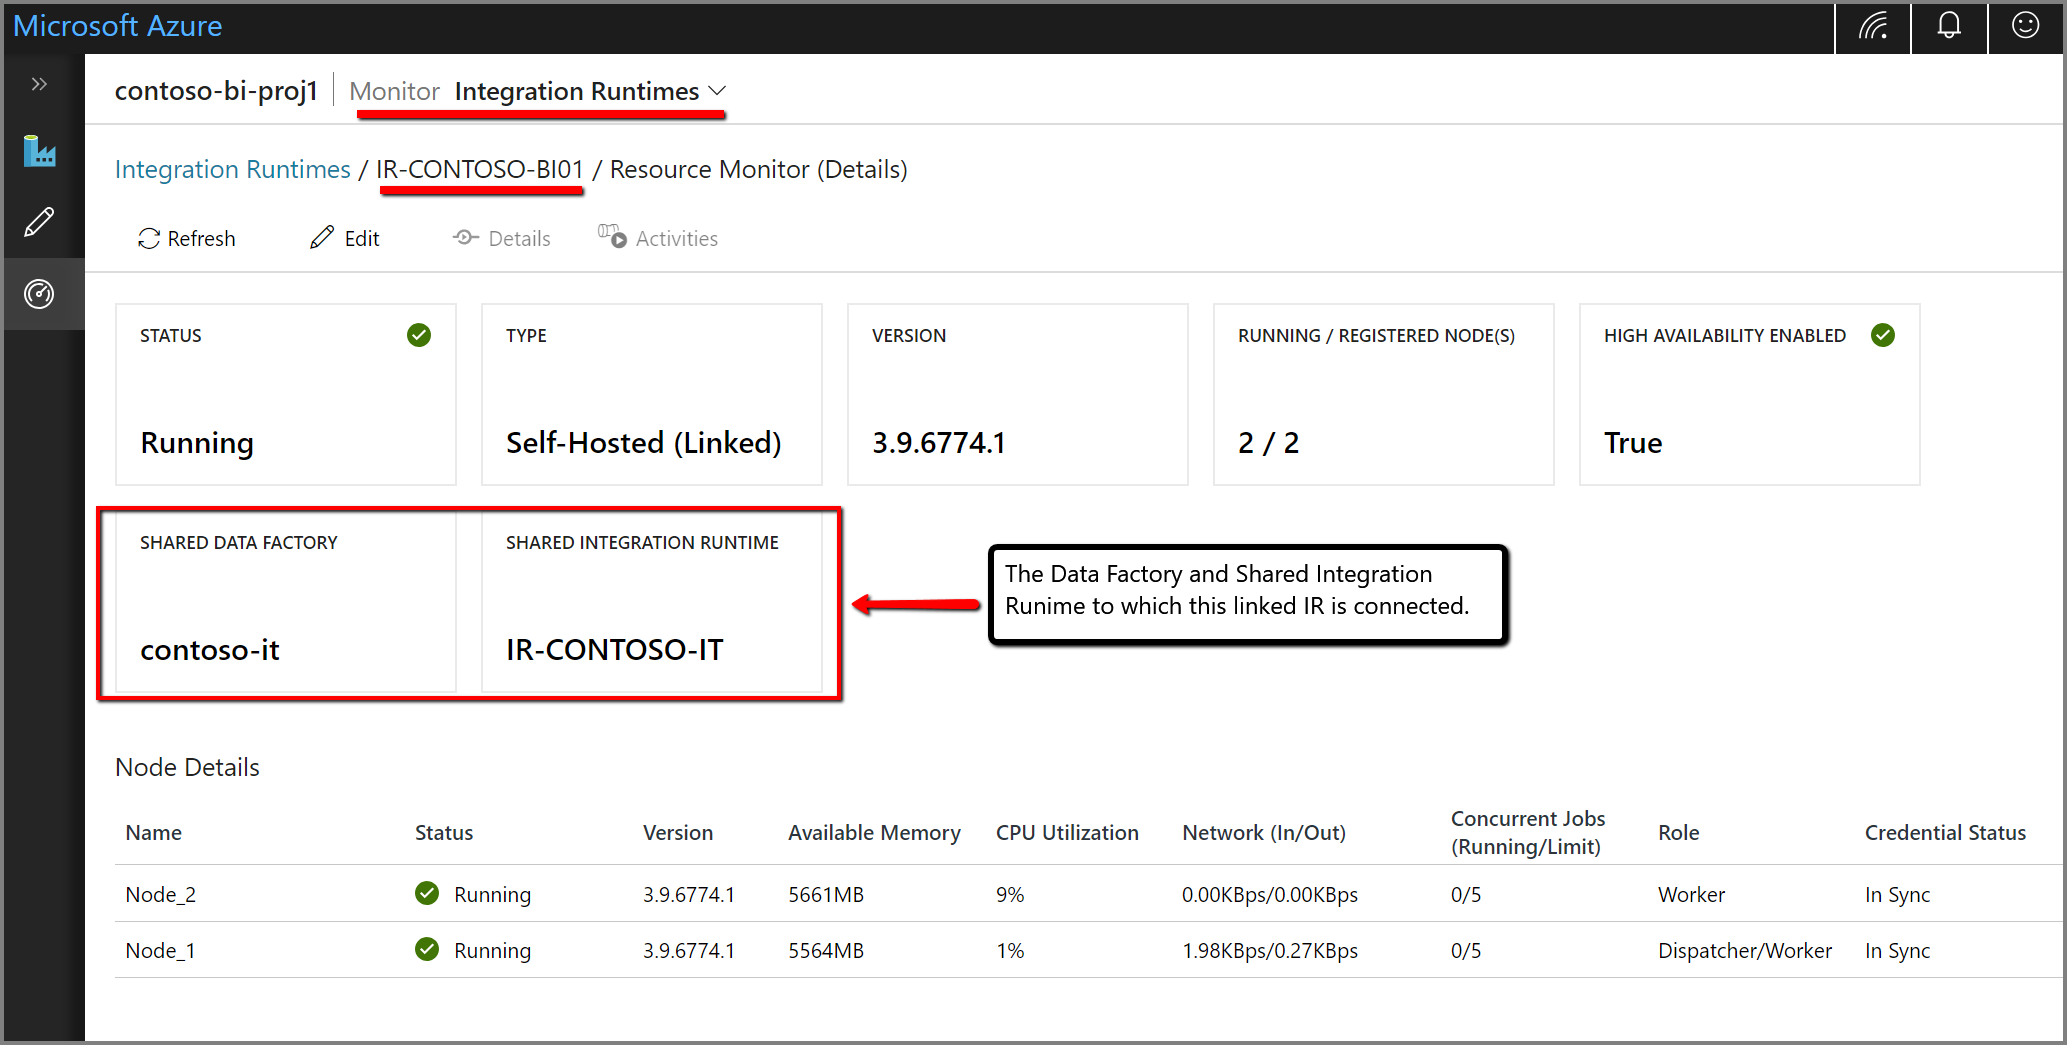 Microsoft Azure
contoso-bi-proj1 Monitor Integration Runtimes
Integration Runtimes / IR-CONTOSO-BI01 / Resource Monitor (Details)
Refresh Edit Details Activities
STATUS TYPE VERSION RUNNING / REGISTERED NODE(S) HIGH AVAILABILITY ENABLED
Running Self-Hosted (Linked) 3.9.6774.1 2 / 2 True
SHARED DATA FACTORY SHARED INTEGRATION RUNTIME
contoso-it IR-CONTOSO-IT
The Data Factory and Shared Integration
Runime to which this linked IR is connected.
Node Details
Name Status Version Available Memory CPU Utilization Network (In/Out) Concurrent Jobs (Running/Limit) Role Credential Status
Node_2 Running 3.9.6774.1 5661MB 9% 0.00KBps/0.00KBps 0/5 Worker In Sync
Node_1 Running 3.9.6774.1 5564MB 1% 1.98KBps/0.27KBps 0/5 Dispatcher/Worker In Sync